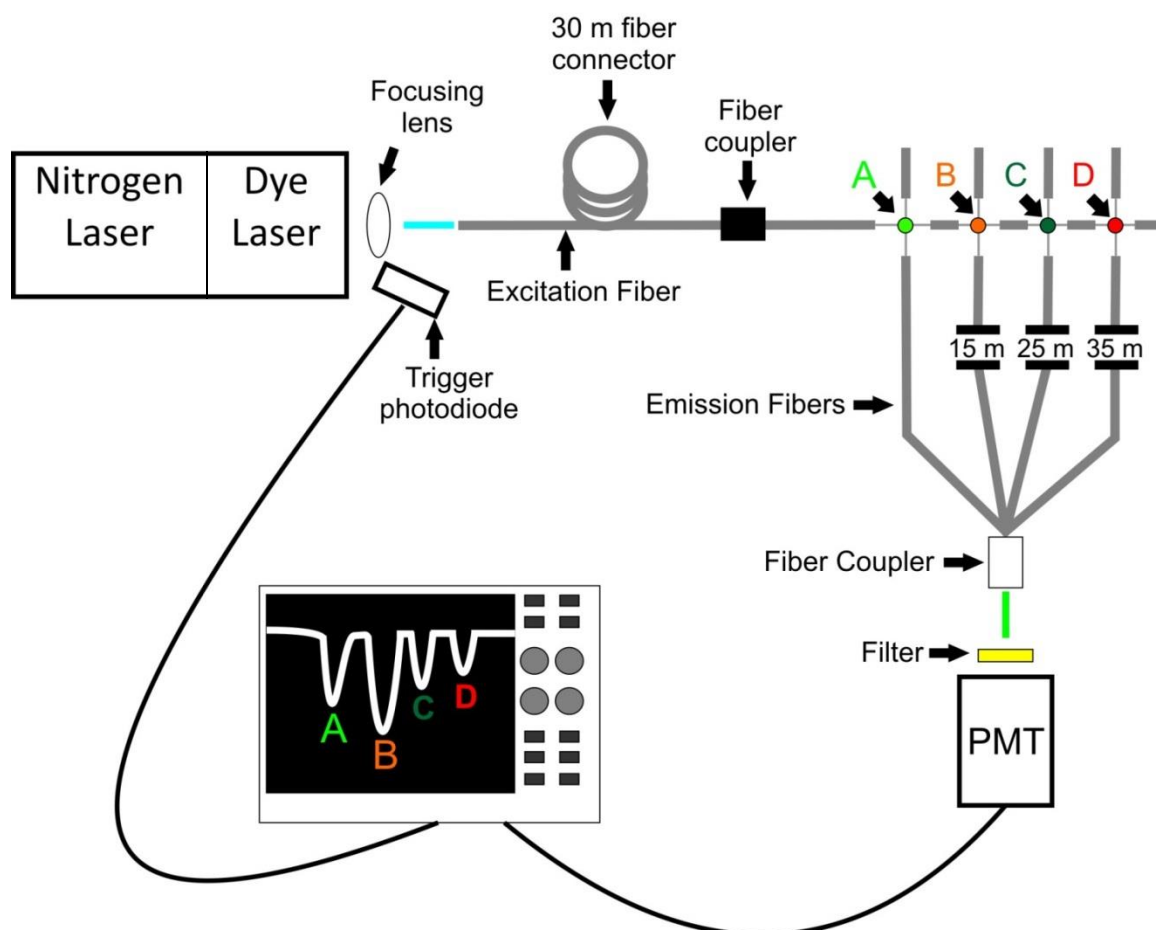 30 m fiber
connector
Focusing
lens
Fiber
coupler
Nitrogen
Laser
Dye
Laser
A
B
C
D
Excitation Fiber
Trigger
photodiode
15 m
25 m
35 m
Emission Fibers
Fiber Coupler
Filter
A
B
C
D
PMT